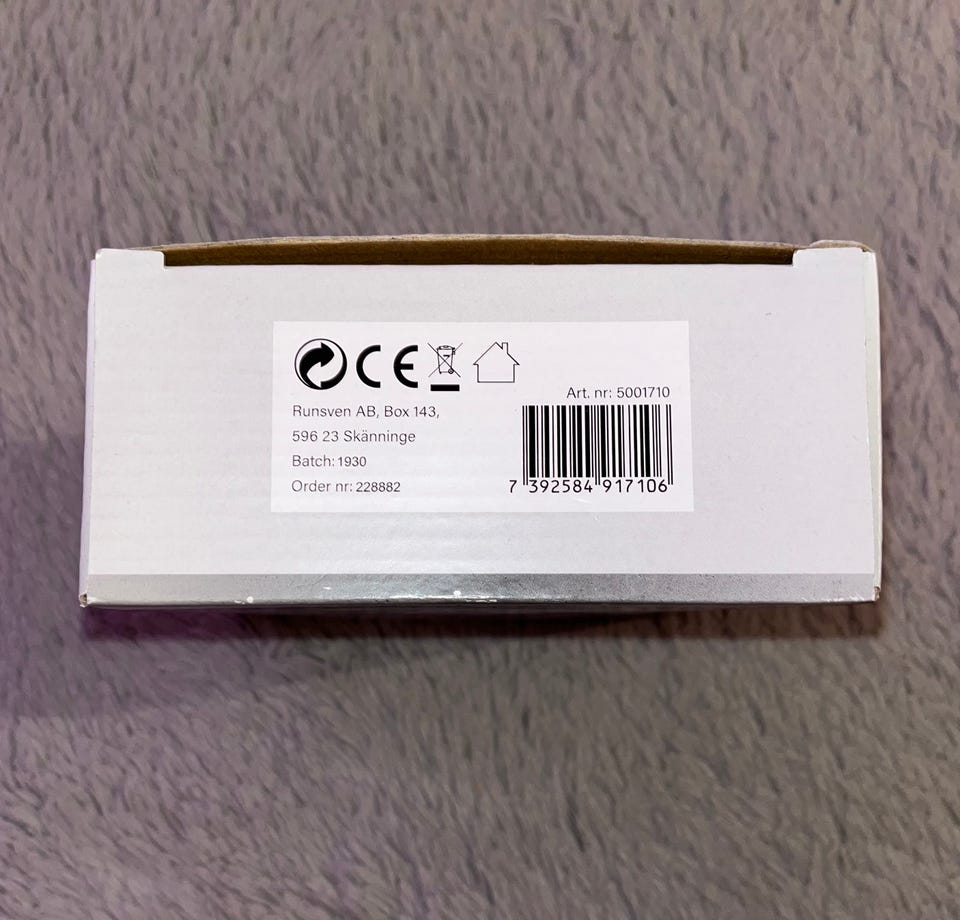 CE
Runsven AB, Box 143,
596 23 Skänninge
Batch: 1930
Order nr: 228882
Art. nr: 5001710
7 392584 917106